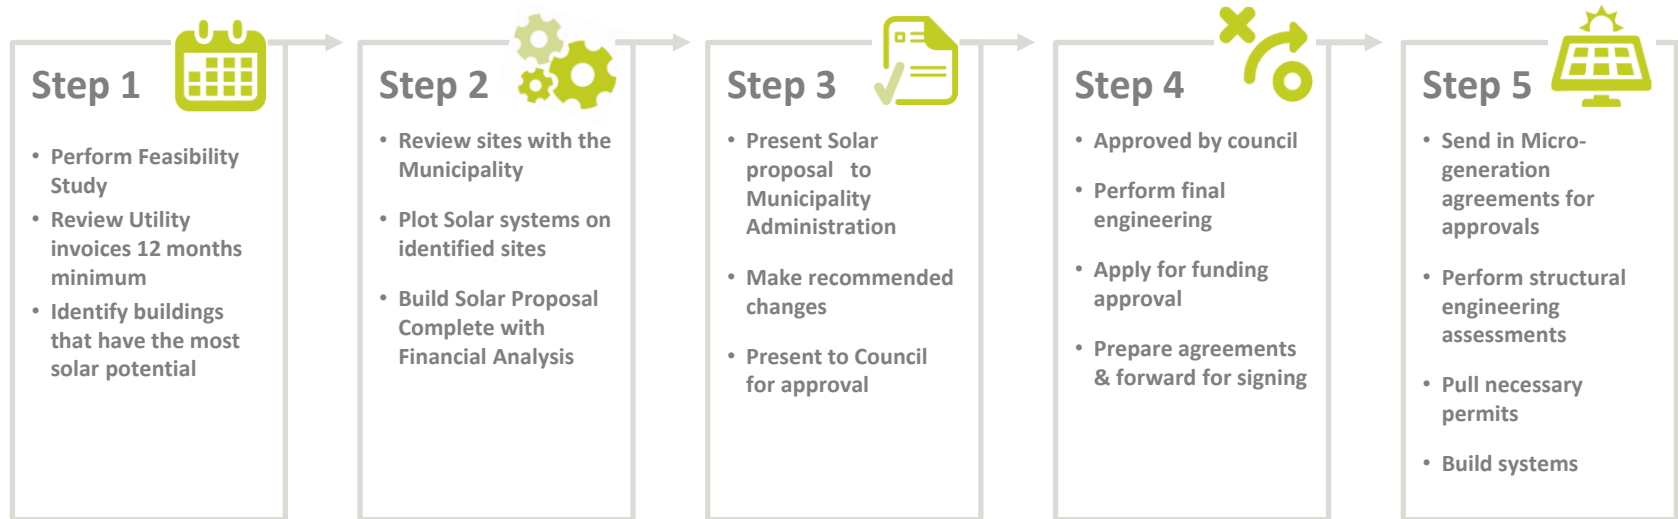 Step 1
• Perform Feasibility
Study
• Review Utility
invoices 12 months
minimum
• Identify buildings
that have the most
solar potential
Step 2
• Review sites with the
Municipality
• Plot Solar systems on
identified sites
• Build Solar Proposal
Complete with
Financial Analysis
Step 3
• Present Solar
proposal to
Municipality
Administration
• Make recommended
changes
• Present to Council
for approval
Step 4
• Approved by council
• Perform final
engineering
• Apply for funding
approval
• Prepare agreements
& forward for signing
Step 5
• Send in Micro-
generation
agreements for
approvals
• Perform structural
engineering
assessments
• Pull necessary
permits
• Build systems